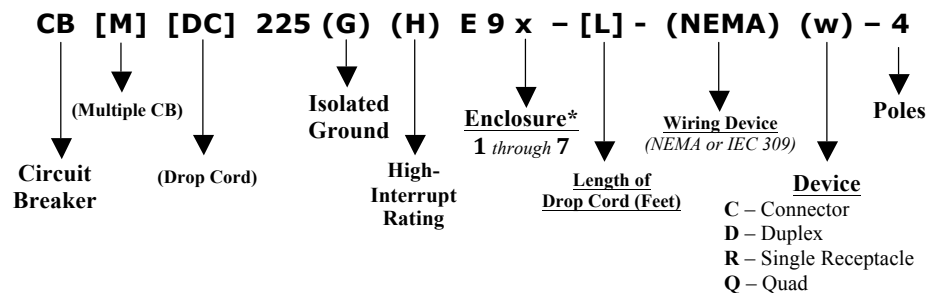 CB [M] [DC] 225 (G) (H) E 9 x – [L] - (NEMA) (w) – 4
(Multiple CB)
Circuit
Breaker
(Drop Cord)
Isolated
Ground
High-
Interrupt
Rating
Enclosure*
1 through 7
Length of
Drop Cord (Feet)
Wiring Device
(NEMA or IEC 309)
Device
C – Connector
D – Duplex
R – Single Receptacle
Q – Quad
Poles